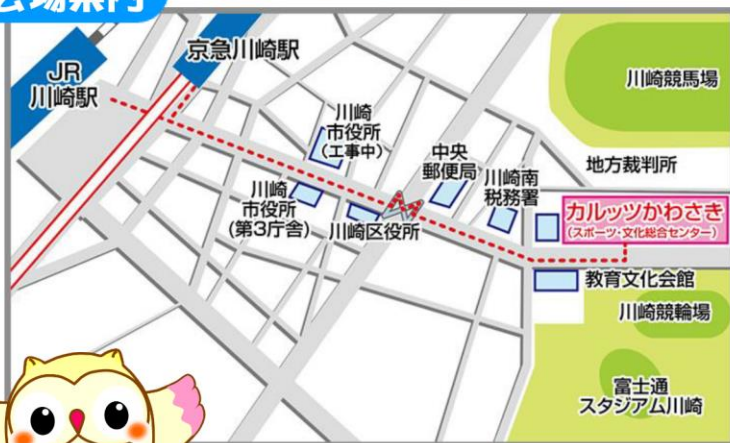 会場案内
JR
川崎駅
京急川崎駅
川崎競馬場
川崎
市役所
(工事中)
中央
郵便局
地方裁判所
川崎南
税務署
川崎
市役所
(第3庁舎)
川崎区役所
カルッツかわさき
(スポーツ・文化総合センター)
教育文化会館
川崎競輪場
富士通
スタジアム川崎